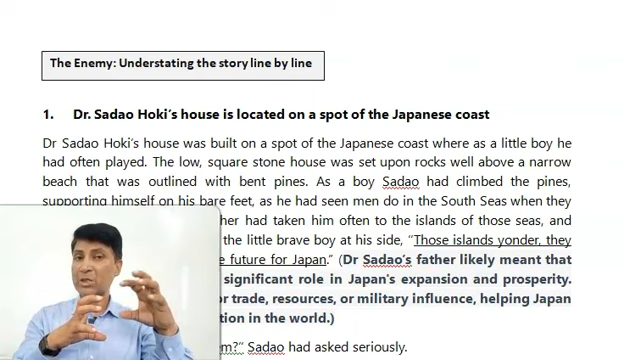 The Enemy: Understating the story line by line
1. Dr. Sadao Hoki's house is located on a spot of the Japanese coast
Dr Sadao Hoki's house was built on a spot of the Japanese coast where as a little boy he
had often played. The low, square stone house was set upon rocks well above a narrow
beach that was outlined with bent pines. As a boy Sadao had climbed the pines,
supporting himself on his bare feet, as he had seen men do in the South Seas when they
her had taken him often to the islands of those seas, and
the little brave boy at his side, “Those islands yonder, they
future for Japan.” (Dr Sadao's father likely meant that
significant role in Japan's expansion and prosperity.
trade, resources, or military influence, helping Japan
in the world.)
Sadao had asked seriously.